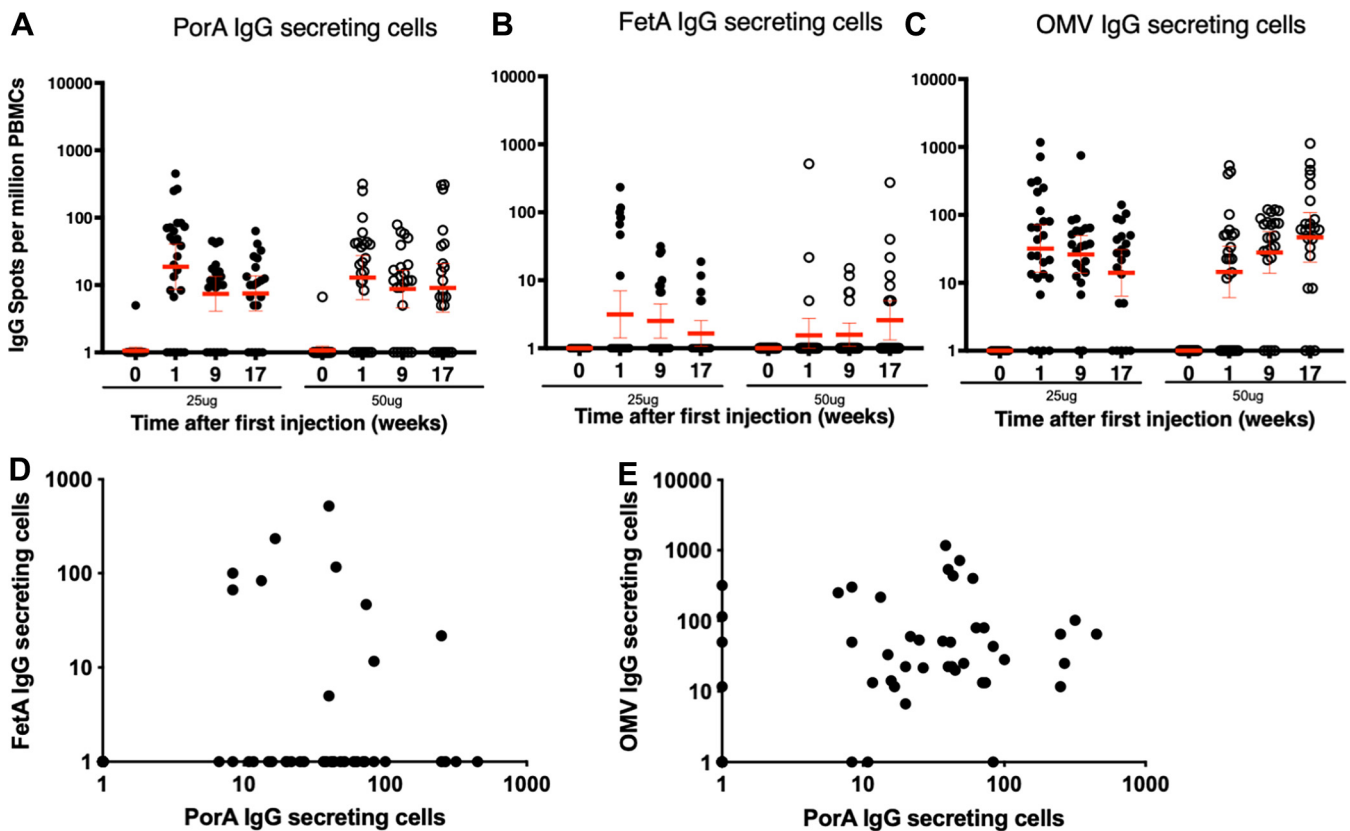 A
PorA IgG secreting cells
IgG Spots per million PBMCs
10000
1000
100
10
1
0 1 9 17 0 1 9 17
25ug 50ug
Time after first injection (weeks)
B
FetA IgG secreting cells
10000
1000
100
10
1
0 1 9 17 0 1 9 17
25ug 50ug
Time after first injection (weeks)
C
OMV IgG secreting cells
10000
1000
100
10
1
0 1 9 17 0 1 9 17
25ug 50ug
Time after first injection (weeks)
D
FetA IgG secreting cells
1000
100
10
1
1 10 100 1000
PorA IgG secreting cells
E
OMV IgG secreting cells
10000
1000
100
10
1
1 10 100 1000
PorA IgG secreting cells